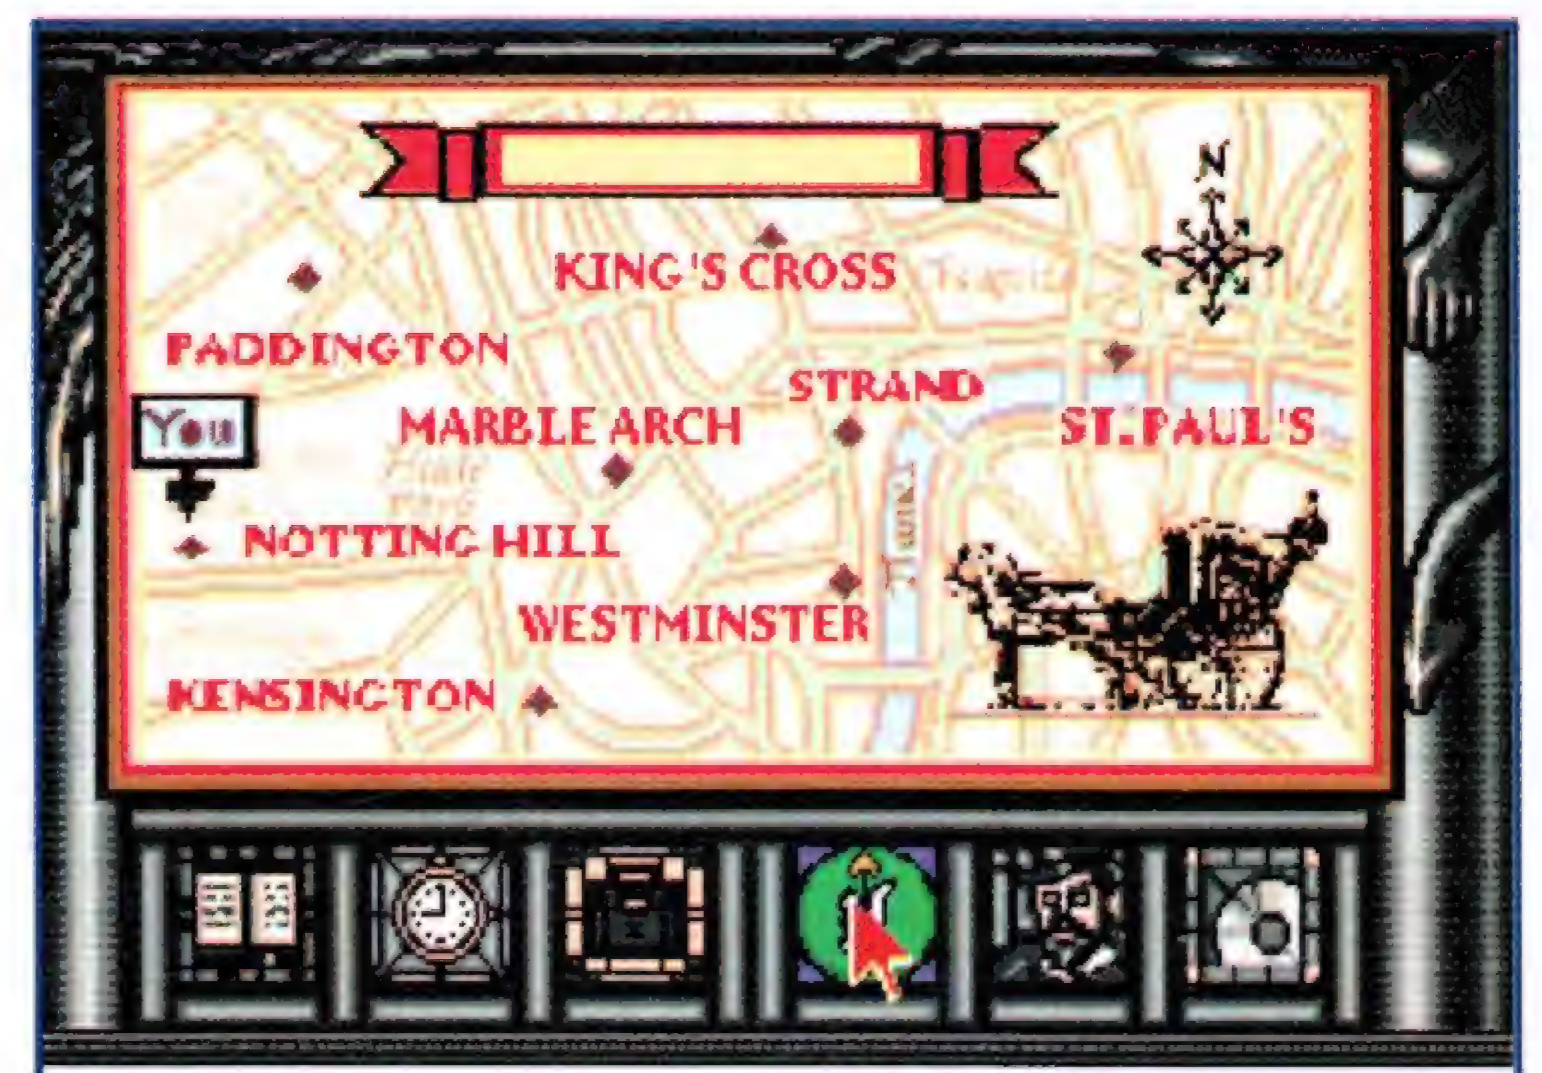 N
KING'S CROSS
PADDINGTON
STRAND
You
MARBLE ARCH
ST. PAUL'S
NOTTING HILL
WESTMINSTER
KENSINGTON